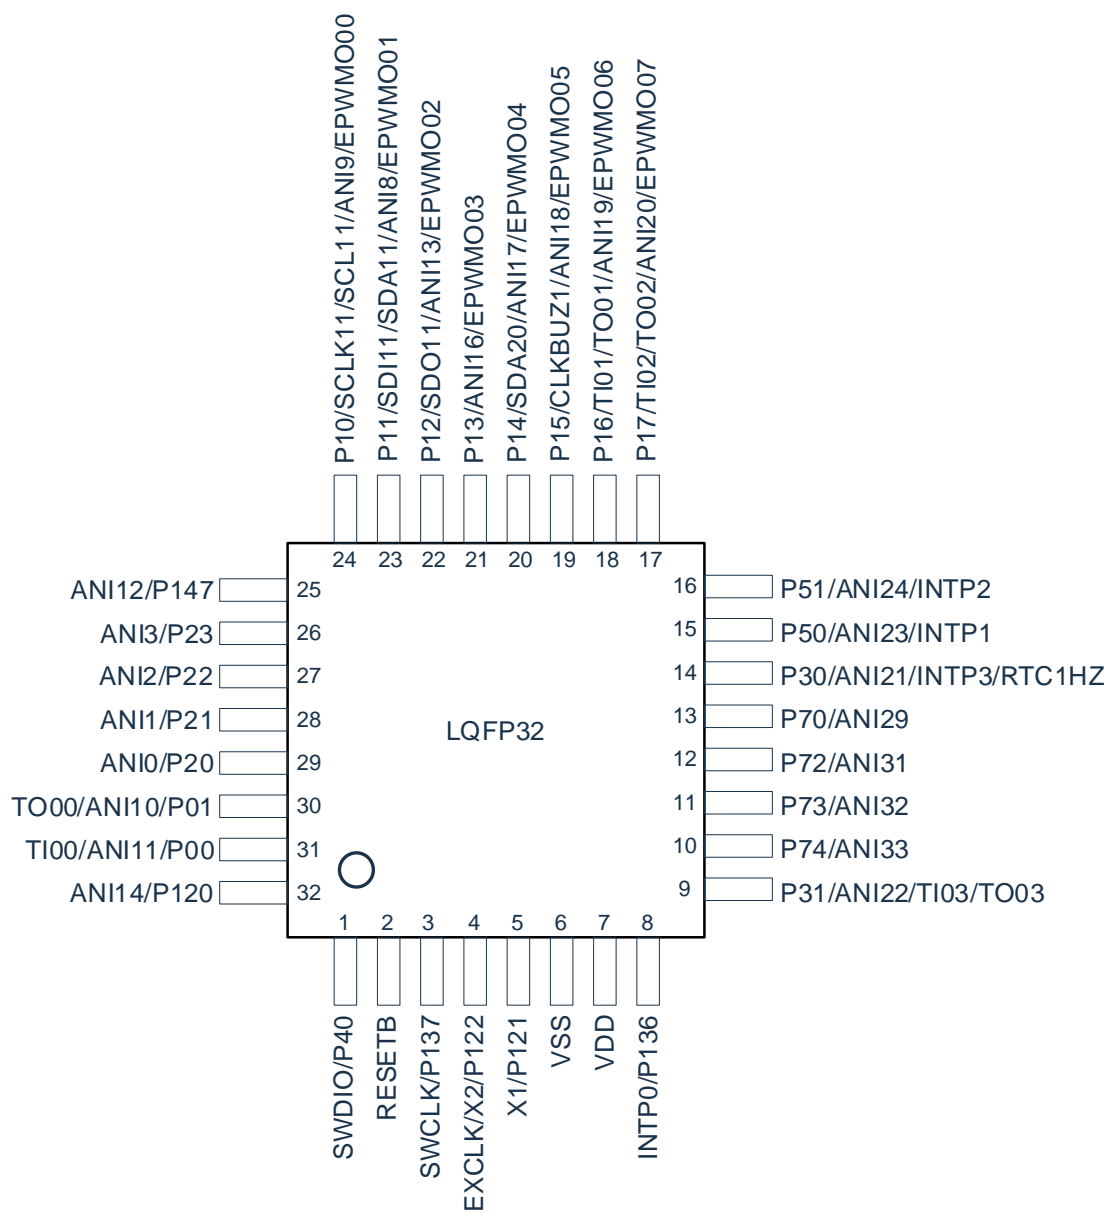 P10/SCLK11/SCL11/ANI9/EPWMO00
P11/SDI11/SDA11/ANI8/EPWMO01
P12/SDO11/ANI13/EPWMO02
P13/ANI16/EPWMO03
P14/SDA20/ANI17/EPWMO04
P15/CLKBUZ1/ANI18/EPWMO05
P16/TI01/TO01/ANI19/EPWMO06
P17/TI02/TO02/ANI20/EPWMO07
24 23 22 21 20 19 18 17
ANI12/P147 25
ANI3/P23 26
ANI2/P22 27
ANI1/P21 28
ANI0/P20 29
TO00/ANI10/P01 30
TI00/ANI11/P00 31
ANI14/P120 32
LQFP32
16 P51/ANI24/INTP2
15 P50/ANI23/INTP1
14 P30/ANI21/INTP3/RTC1HZ
13 P70/ANI29
12 P72/ANI31
11 P73/ANI32
10 P74/ANI33
9 P31/ANI22/TI03/TO03
1 2 3 4 5 6 7 8
SWDIO/P40
RESETB
SWCLK/P137
EXCLK/X2/P122
X1/P121
VSS
VDD
INTP0/P136